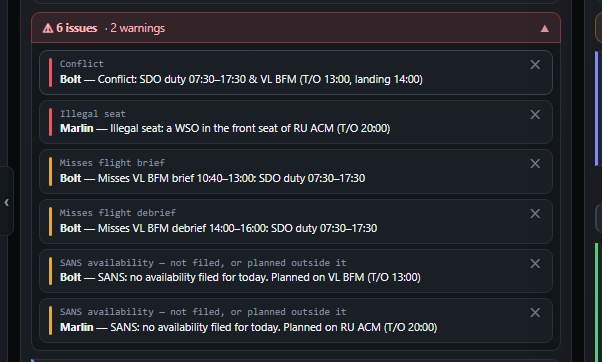 ⚠ 6 issues · 2 warnings ▲
Conflict
Bolt — Conflict: SDO duty 07:30–17:30 & VL BFM (T/O 13:00, landing 14:00)
Illegal seat
Marlin — Illegal seat: a WSO in the front seat of RU ACM (T/O 20:00)
Misses flight brief
Bolt — Misses VL BFM brief 10:40–13:00: SDO duty 07:30–17:30
Misses flight debrief
Bolt — Misses VL BFM debrief 14:00–16:00: SDO duty 07:30–17:30
SANS availability — not filed, or planned outside it
Bolt — SANS: no availability filed for today. Planned on VL BFM (T/O 13:00)
SANS availability — not filed, or planned outside it
Marlin — SANS: no availability filed for today. Planned on RU ACM (T/O 20:00)